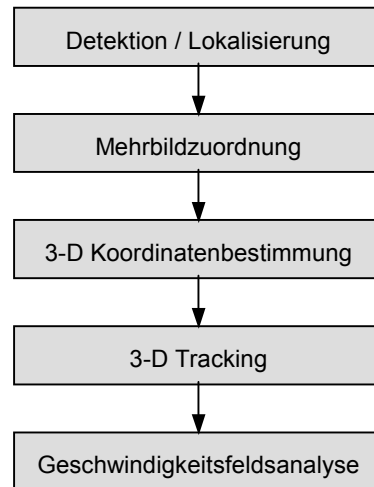 Detektion / Lokalisierung
Mehrbildzuordnung
3-D Koordinatenbestimmung
3-D Tracking
Geschwindigkeitsfeldsanalyse